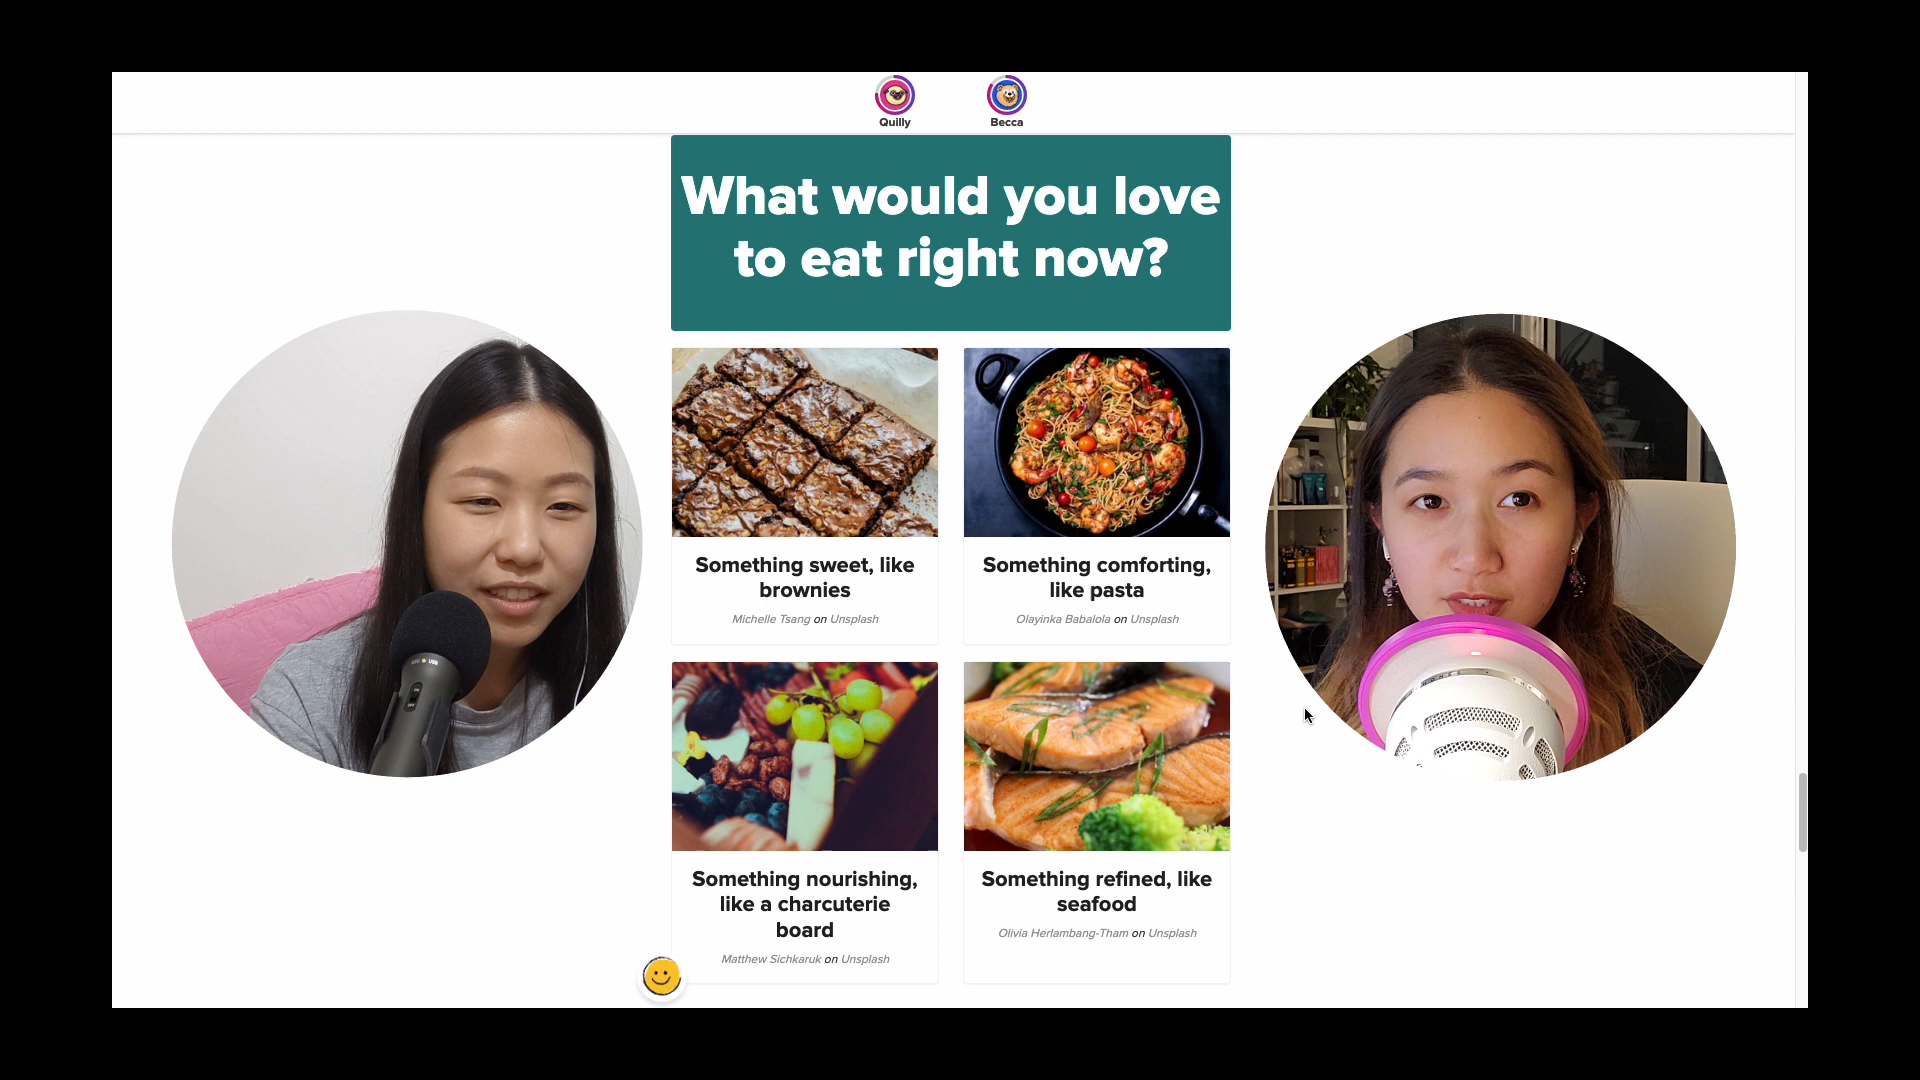 Quilly
Becca
What would you love
to eat right now?
Something sweet, like
brownies
Michelle Tsang on Unsplash
Something comforting,
like pasta
Olayinka Babalola on Unsplash
Something nourishing,
like a charcuterie
board
Matthew Sichkaruk on Unsplash
Something refined, like
seafood
Olivia Herlambang-Tham on Unsplash